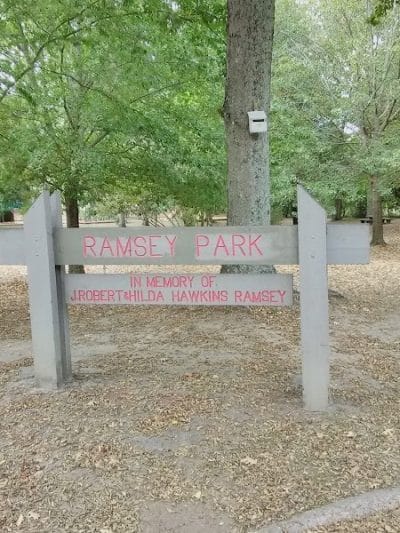 RAMSEY PARK
IN MEMORY OF
J.ROBERT & HILDA HAWKINS RAMSEY